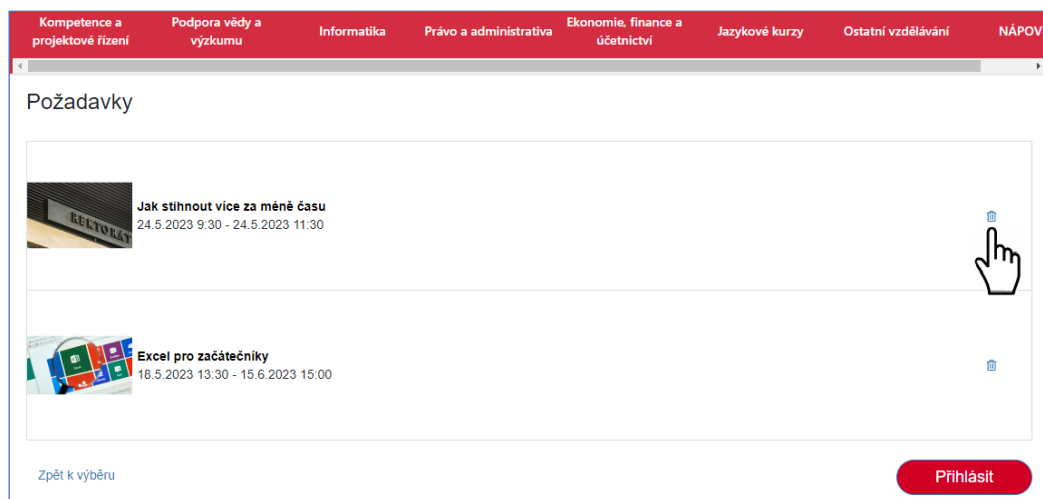 Kompetence a
projektové řízení
Podpora vědy a
výzkumu
Informatika
Právo a administrativa
Ekonomie, finance a
účetnictví
Jazykové kurzy
Ostatní vzdělávání
NÁPOV
Požadavky
REKTORÁT
Jak stihnout více za méně času
24.5.2023 9:30 - 24.5.2023 11:30
Excel pro začátečníky
18.5.2023 13:30 - 15.6.2023 15:00
Zpět k výběru
Přihlásit